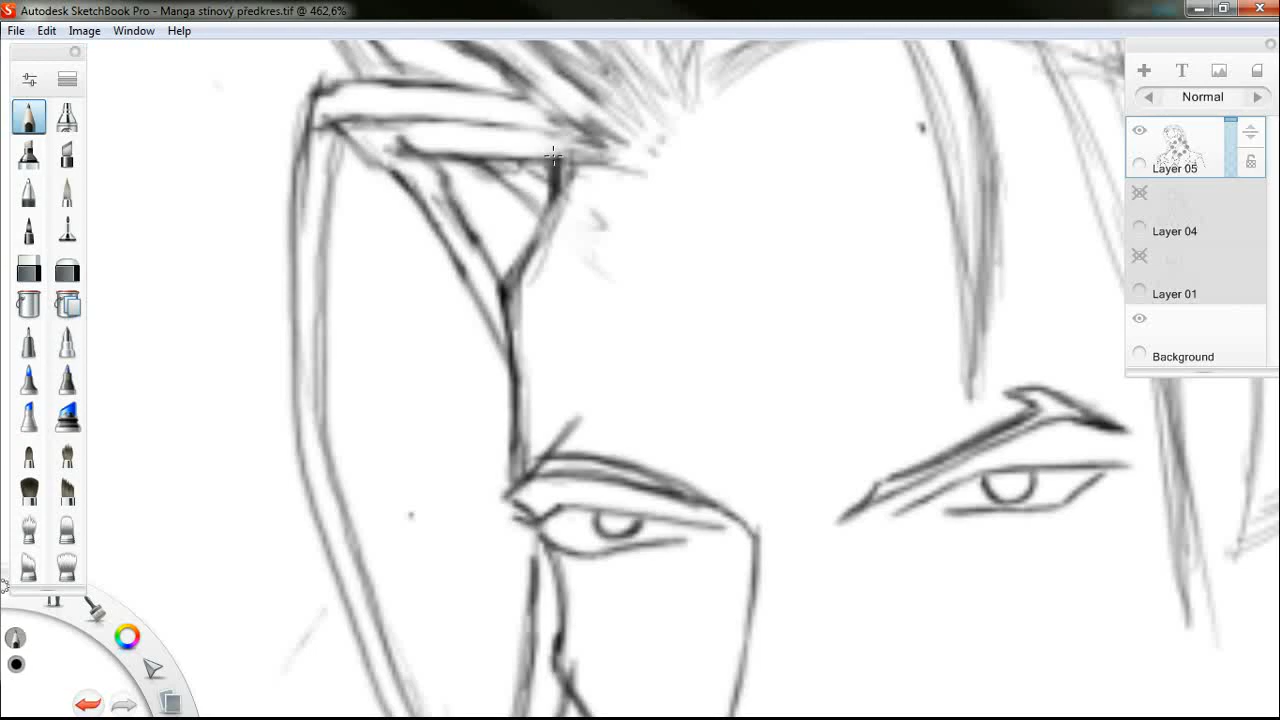 Autodesk SketchBook Pro - Manga stínový předkres.tif @ 462,6%
File Edit Image Window Help
Normal
Layer 05
Layer 04
Layer 01
Background